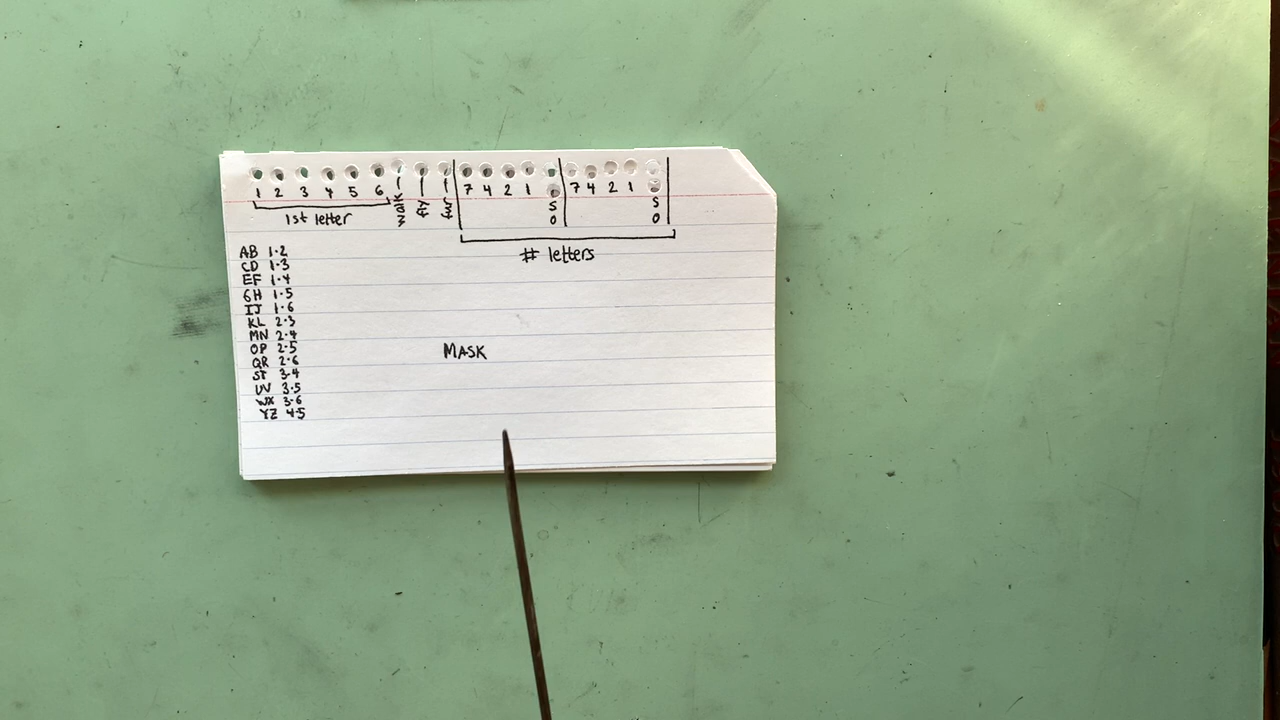 1 2 3 4 5 6 walk fly fur 7 4 2 1 S O 7 4 2 1 S O
1st letter
# letters
AB 1-2
CD 1-3
EF 1-4
GH 1-5
IJ 1-6
KL 2-3
MN 2-4
OP 2-5
QR 2-6
ST 3-4
UV 3-5
WX 3-6
YZ 4-5
MASK